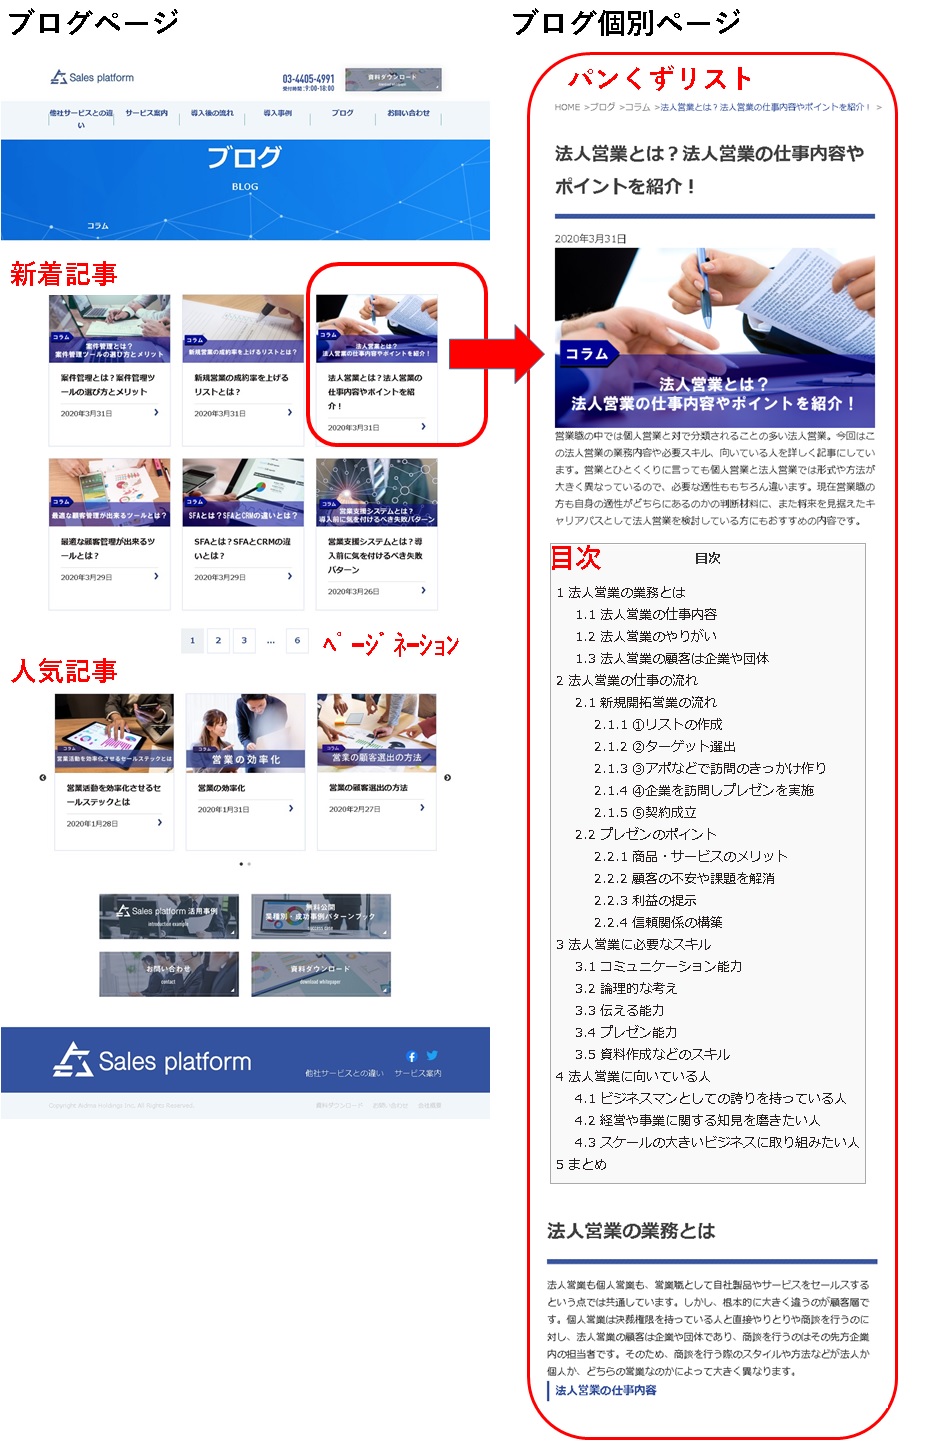 ブログページ
ブログ個別ページ
Sales platform
03-4405-4991
受付時間:9:00-18:00
資料ダウンロード
他社サービスとの違い
サービス案内
導入後の流れ
導入事例
ブログ
お問い合わせ
ブログ
BLOG
コラム
新着記事
コラム
案件管理とは?
案件管理ツールの選び方とメリット
案件管理とは?案件管理ツ
ールの選び方とメリット
2020年3月31日
コラム
新規営業の成約率を上げるリストとは?
新規営業の成約率を上げる
リストとは?
2020年3月31日
コラム
法人営業とは?
法人営業の仕事内容やポイントを紹介!
法人営業とは?法人営業の
仕事内容やポイントを紹
介!
2020年3月31日
コラム
最適な顧客管理が出来るツールとは?
最適な顧客管理が出来るツ
ールとは?
2020年3月29日
コラム
SFAとは?SFAとCRMの違いとは?
SFAとは?SFAとCRMの違
いとは?
2020年3月29日
コラム
営業支援システムとは?
導入前に気を付けるべき失敗パターン
営業支援システムとは?導
入前に気を付けるべき失敗
パターン
2020年3月26日
1 2 3 ... 6
ページネーション
人気記事
コラム
営業活動を効率化させるセールステックとは
営業活動を効率化させるセ
ールステックとは
2020年1月28日
コラム
営業の効率化
営業の効率化
2020年1月31日
コラム
営業の顧客選出の方法
営業の顧客選出の方法
2020年2月27日
Sales platform 活用事例
introduction example
無料公開
業種別・成功事例パターンブック
success case
お問い合わせ
contact
資料ダウンロード
download whitepaper
Sales platform
他社サービスとの違い サービス案内
Copyright Adima Holdings Inc. All Rights Reserved.
資料ダウンロード お問い合わせ 会社概要
パンくずリスト
HOME >ブログ >コラム >法人営業とは?法人営業の仕事内容やポイントを紹介! >
法人営業とは?法人営業の仕事内容や
ポイントを紹介!
2020年3月31日
コラム
法人営業とは?
法人営業の仕事内容やポイントを紹介!
営業職の中では個人営業と対で分類されることの多い法人営業。今回はこ
の法人営業の業務内容や必要スキル、向いている人を詳しく記事にしてい
ます。営業とひとくくりに言っても個人営業と法人営業では形式や方法が
大きく異なっているので、必要な適性ももちろん違います。現在営業職の
方も自身の適性がどちらにあるのかの判断材料に、また将来を見据えたキ
ャリアパスとして法人営業を検討している方にもおすすめの内容です。
目次
目次
1 法人営業の業務とは
1.1 法人営業の仕事内容
1.2 法人営業のやりがい
1.3 法人営業の顧客は企業や団体
2 法人営業の仕事の流れ
2.1 新規開拓営業の流れ
2.1.1 ①リストの作成
2.1.2 ②ターゲット選出
2.1.3 ③アポなどで訪問のきっかけ作り
2.1.4 ④企業を訪問しプレゼンを実施
2.1.5 ⑤契約成立
2.2 プレゼンのポイント
2.2.1 商品・サービスのメリット
2.2.2 顧客の不安や課題を解消
2.2.3 利益の提示
2.2.4 信頼関係の構築
3 法人営業に必要なスキル
3.1 コミュニケーション能力
3.2 論理的な考え
3.3 伝える能力
3.4 プレゼン能力
3.5 資料作成などのスキル
4 法人営業に向いている人
4.1 ビジネスマンとしての誇りを持っている人
4.2 経営や事業に関する知見を磨きたい人
4.3 スケールの大きいビジネスに取り組みたい人
5 まとめ
法人営業の業務とは
法人営業も個人営業も、営業職として自社製品やサービスをセールスする
という点では共通しています。しかし、根本的に大きく違うのが顧客層で
す。個人営業は決裁権限を持っている人と直接やりとりや商談を行うのに
対し、法人営業の顧客は企業や団体であり、商談を行うのはその先方企業
内の担当者です。そのため、商談を行う際のスタイルや方法などが法人か
個人か、どちらの営業なのかによって大きく異なります。
法人営業の仕事内容